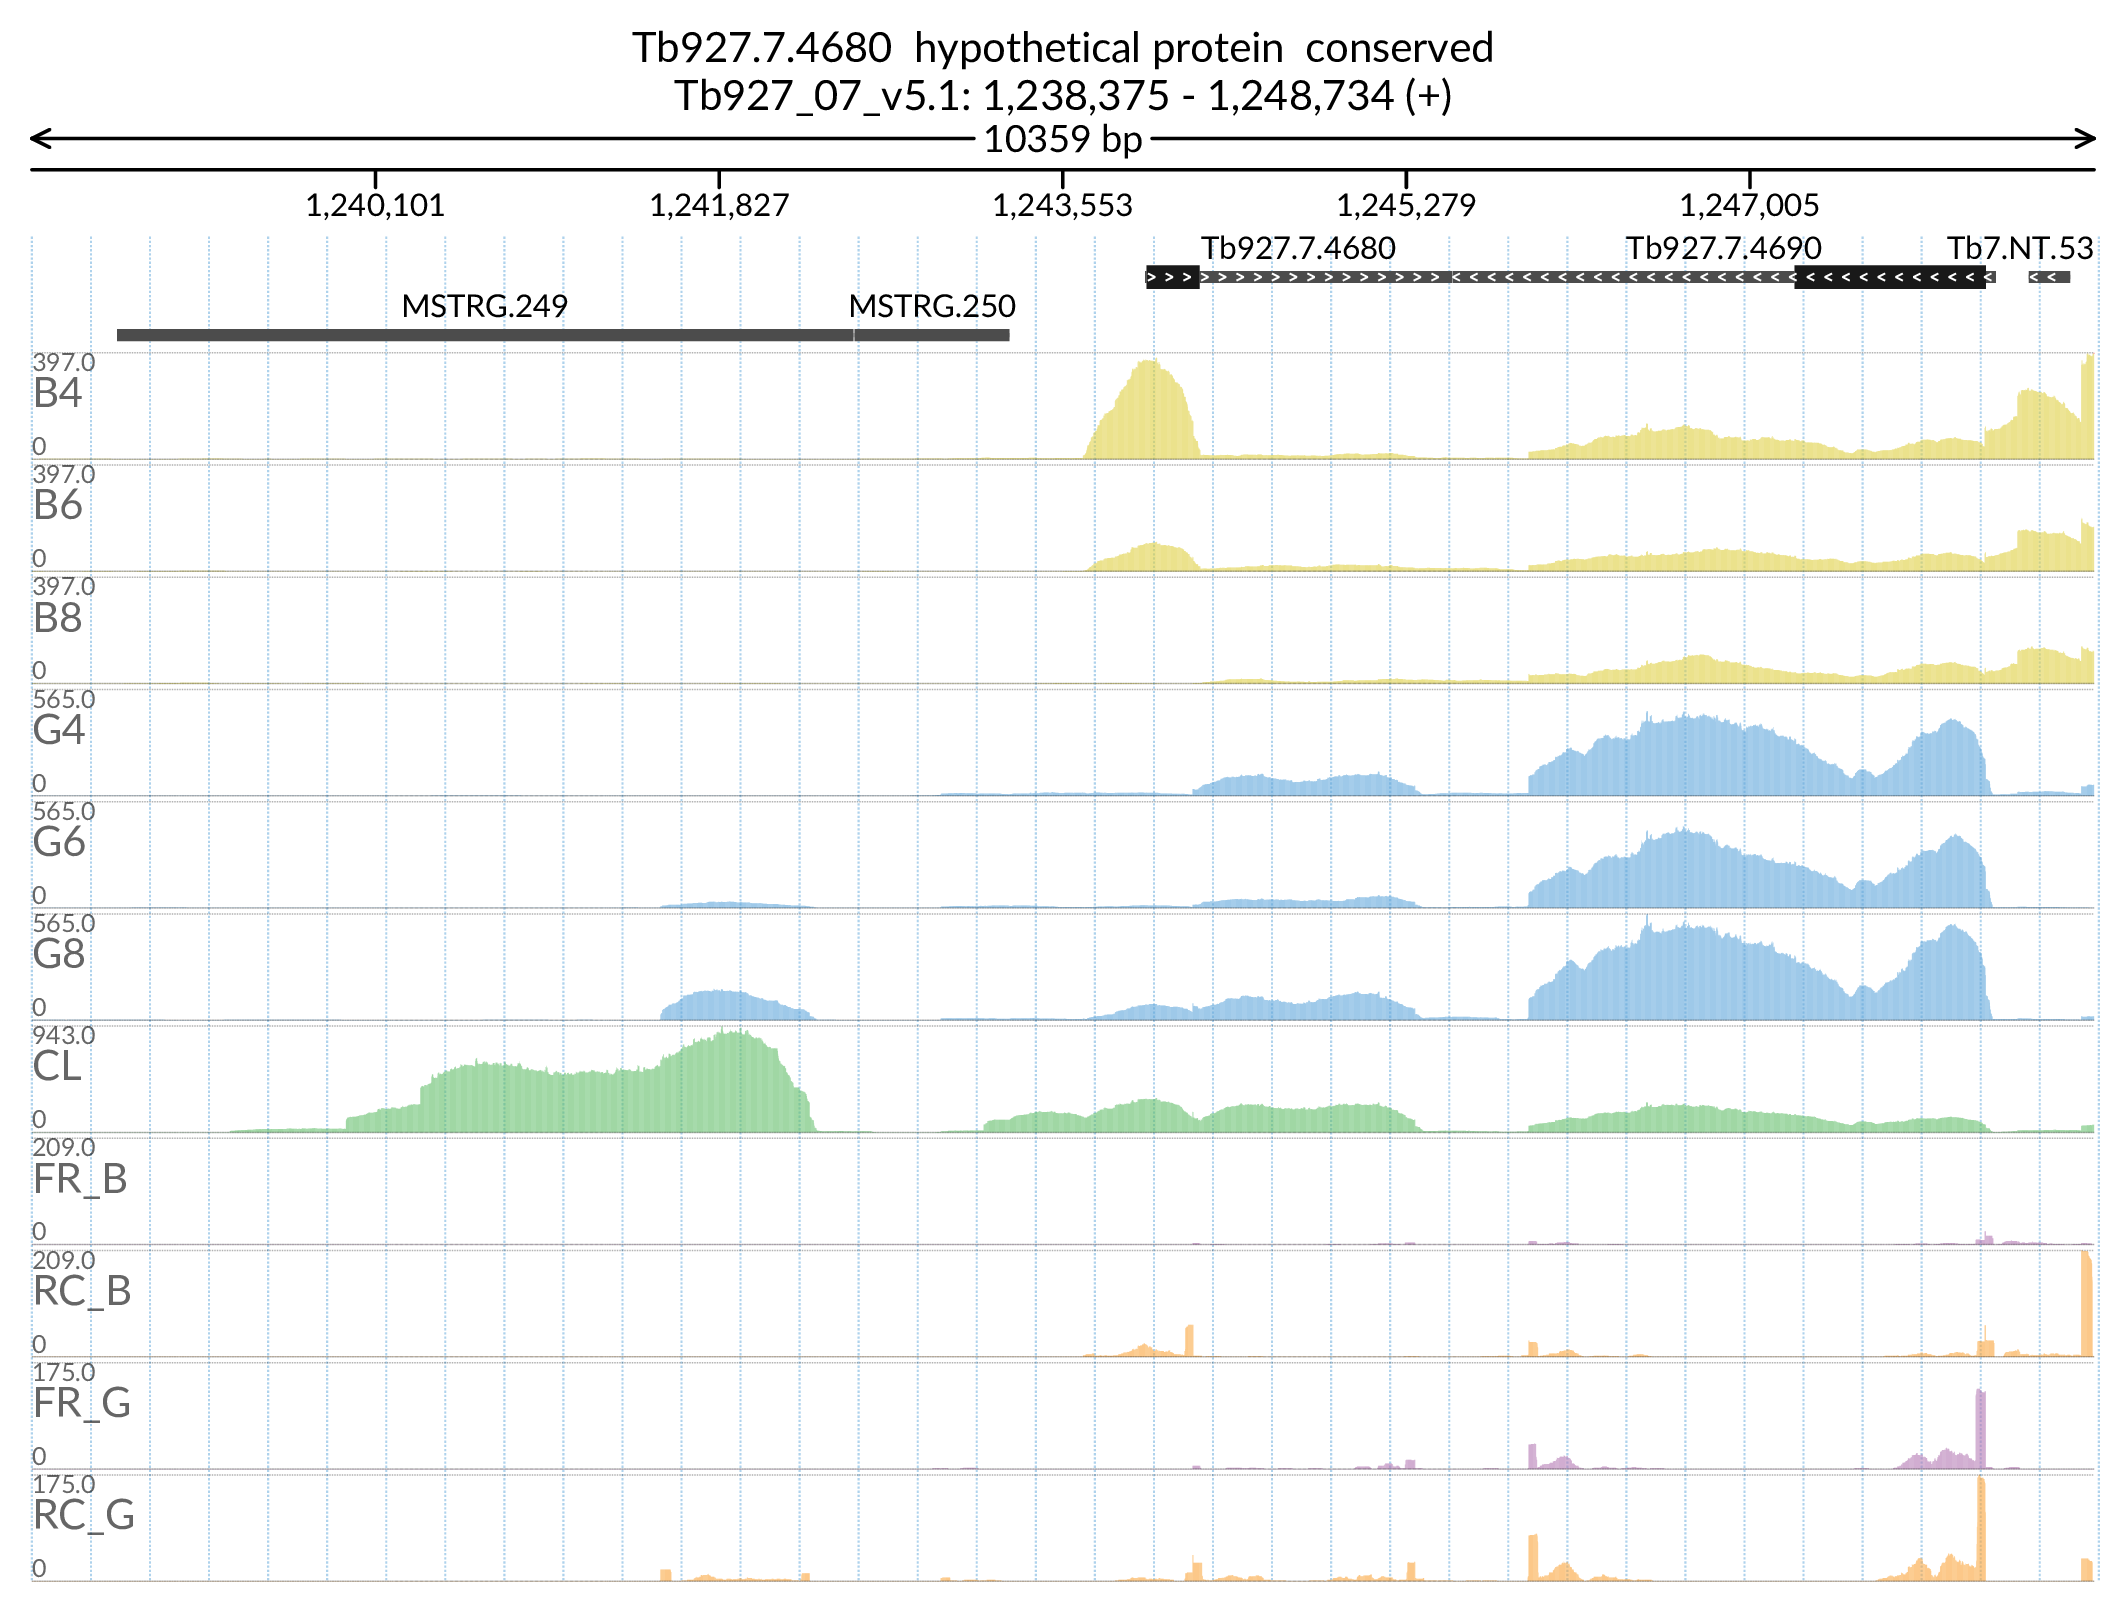 Tb927.7.4680  hypothetical protein  conserved
Tb927_07_v5.1: 1,238,375 - 1,248,734 (+)
10359 bp
1,240,101 1,241,827 1,243,553 1,245,279 1,247,005
Tb927.7.4680 Tb927.7.4690 Tb7.NT.53
MSTRG.249 MSTRG.250
397.0
B4
0
397.0
B6
0
397.0
B8
0
565.0
G4
0
565.0
G6
0
565.0
G8
0
943.0
CL
0
209.0
FR_B
0
209.0
RC_B
0
175.0
FR_G
0
175.0
RC_G
0